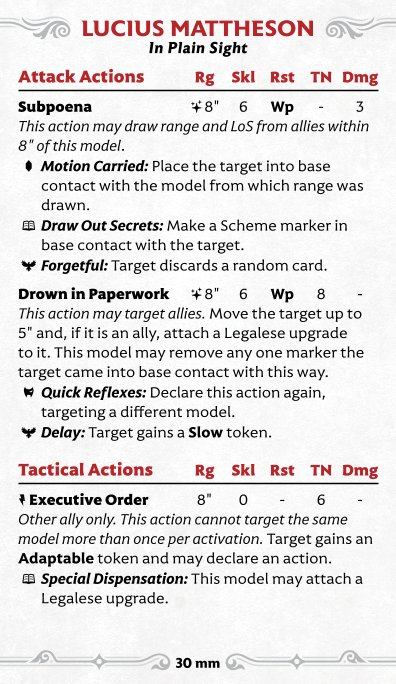 LUCIUS MATTHESON
In Plain Sight
Attack Actions Rg Skl Rst TN Dmg
Subpoena 8" 6 Wp - 3
This action may draw range and LoS from allies within
8" of this model.
Motion Carried: Place the target into base
contact with the model from which range was
drawn.
Draw Out Secrets: Make a Scheme marker in
base contact with the target.
Forgetful: Target discards a random card.
Drown in Paperwork 8" 6 Wp 8 -
This action may target allies. Move the target up to
5" and, if it is an ally, attach a Legalese upgrade
to it. This model may remove any one marker the
target came into base contact with this way.
Quick Reflexes: Declare this action again,
targeting a different model.
Delay: Target gains a Slow token.
Tactical Actions Rg Skl Rst TN Dmg
Executive Order 8" 0 - 6 -
Other ally only. This action cannot target the same
model more than once per activation. Target gains an
Adaptable token and may declare an action.
Special Dispensation: This model may attach a
Legalese upgrade.
30 mm